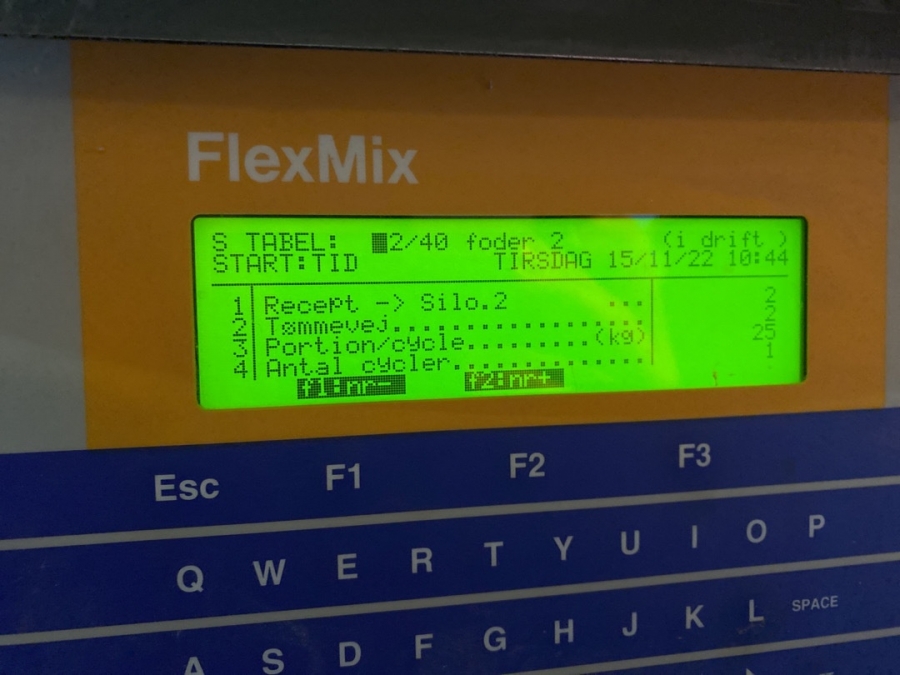 FlexMix
S TABEL: 2/40 foder 2 (i drift )
START:TID TIRSDAG 15/11/22 10:44
1 Recept -> Silo.2 ... 2
2 Tømmevej.................. 2
3 Portion/cycle.........(kg) 25
4 Antal cycler.............. 1
f1:nr- f2:nr+
Esc F1 F2 F3
Q W E R T Y U I O P
A S D F G H J K L SPACE